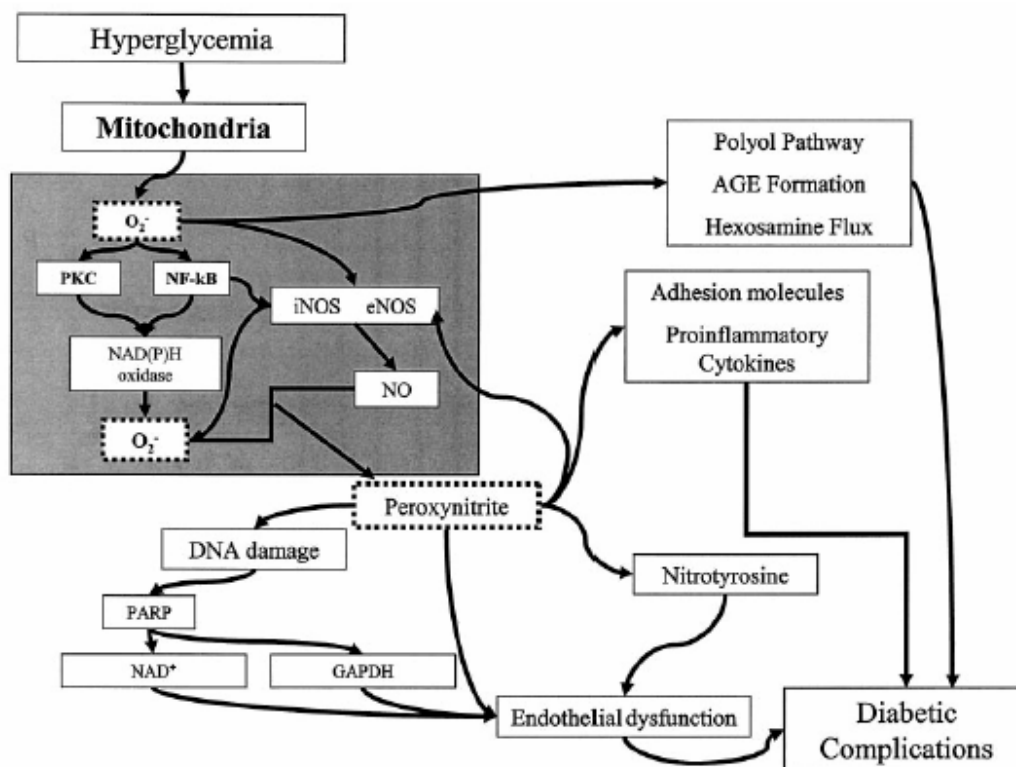 Hyperglycemia
Mitochondria
O₂⁻
PKC
NF-kB
NAD(P)H
oxidase
O₂⁻
iNOS eNOS
NO
Polyol Pathway
AGE Formation
Hexosamine Flux
Adhesion molecules
Proinflammatory
Cytokines
Peroxynitrite
DNA damage
PARP
NAD⁺
GAPDH
Nitrotyrosine
Endothelial dysfunction
Diabetic
Complications